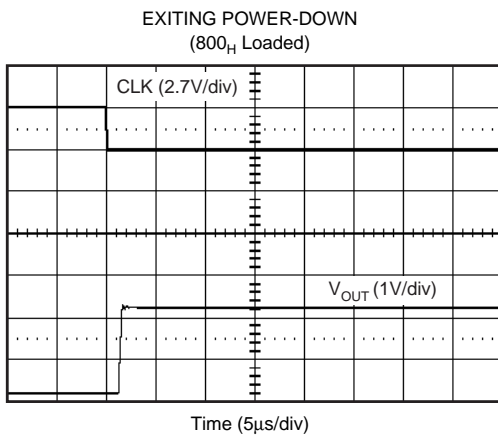 EXITING POWER-DOWN
(800H Loaded)
CLK (2.7V/div)
VOUT (1V/div)
Time (5µs/div)